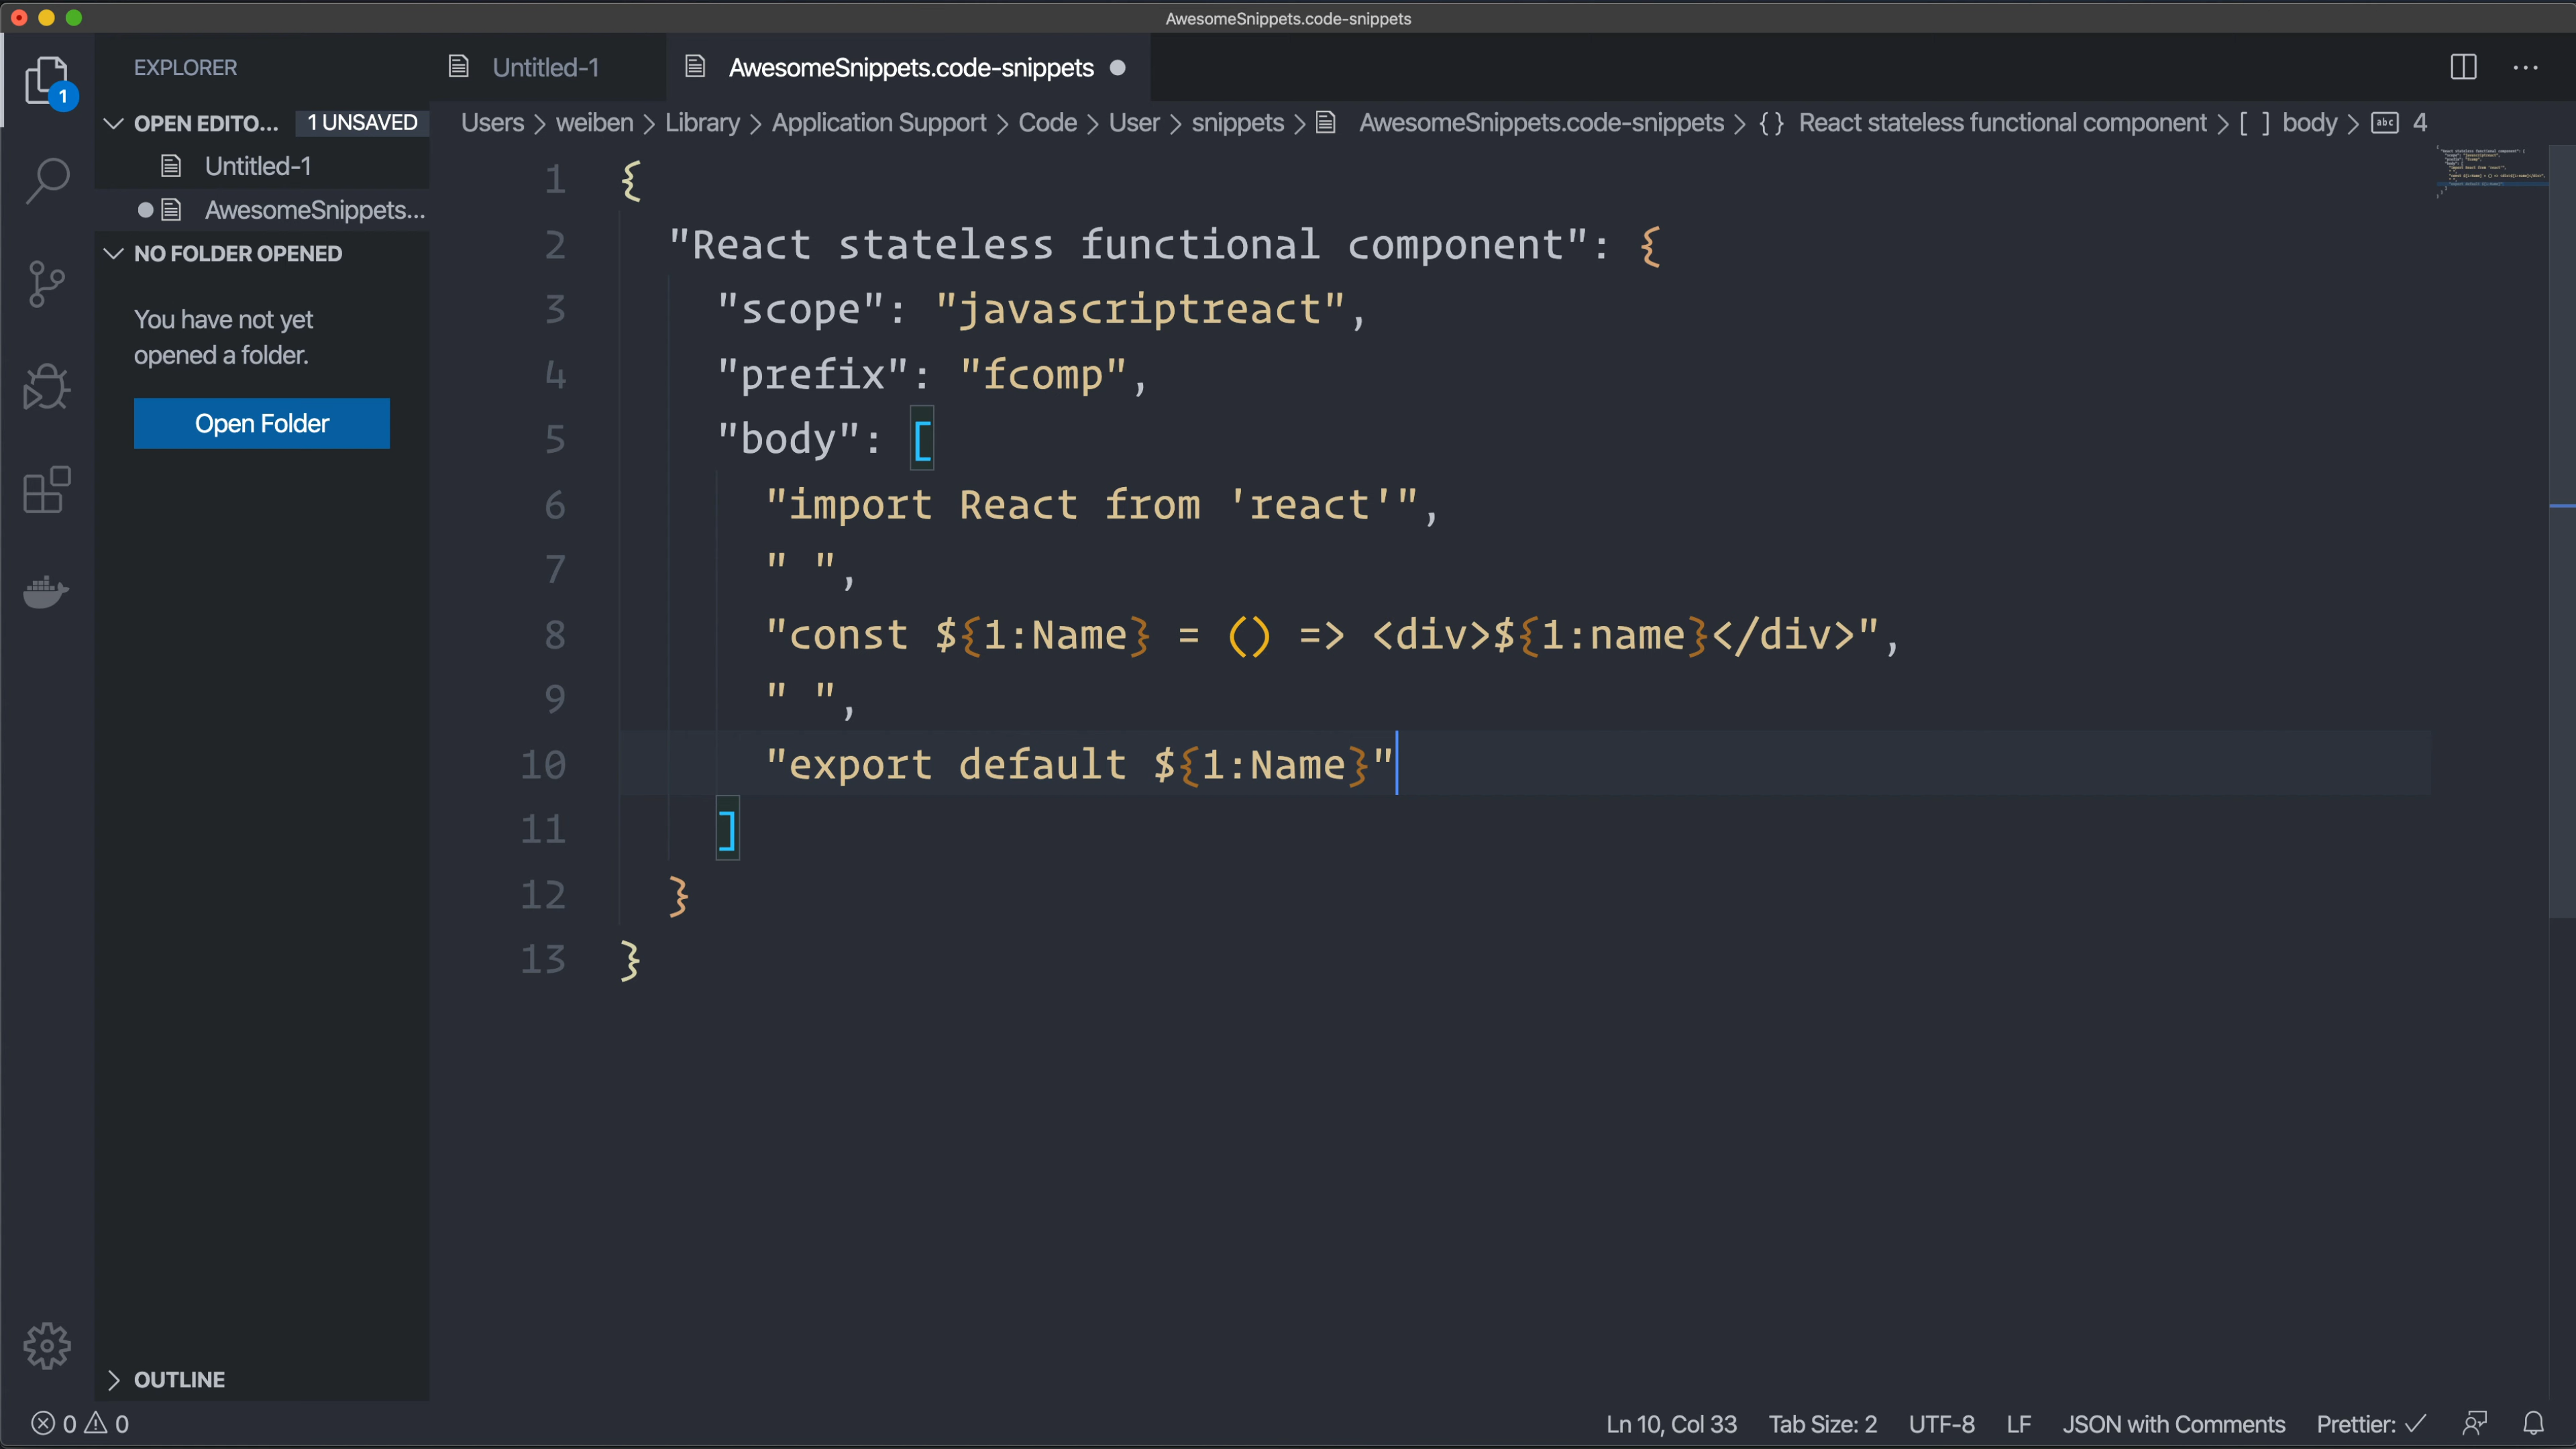 AwesomeSnippets.code-snippets
EXPLORER
Untitled-1
AwesomeSnippets.code-snippets
1
OPEN EDITO... 1 UNSAVED
Untitled-1
AwesomeSnippets...
NO FOLDER OPENED
You have not yet
opened a folder.
Open Folder
OUTLINE
Users > weiben > Library > Application Support > Code > User > snippets > AwesomeSnippets.code-snippets > {} React stateless functional component > [ ] body > abc 4
1 {
2 "React stateless functional component": {
3 "scope": "javascriptreact",
4 "prefix": "fcomp",
5 "body": [
6 "import React from 'react'",
7 " ",
8 "const ${1:Name} = () => <div>${1:name}</div>",
9 " ",
10 "export default ${1:Name}"
11 ]
12 }
13 }
0 0
Ln 10, Col 33 Tab Size: 2 UTF-8 LF JSON with Comments Prettier: ✓